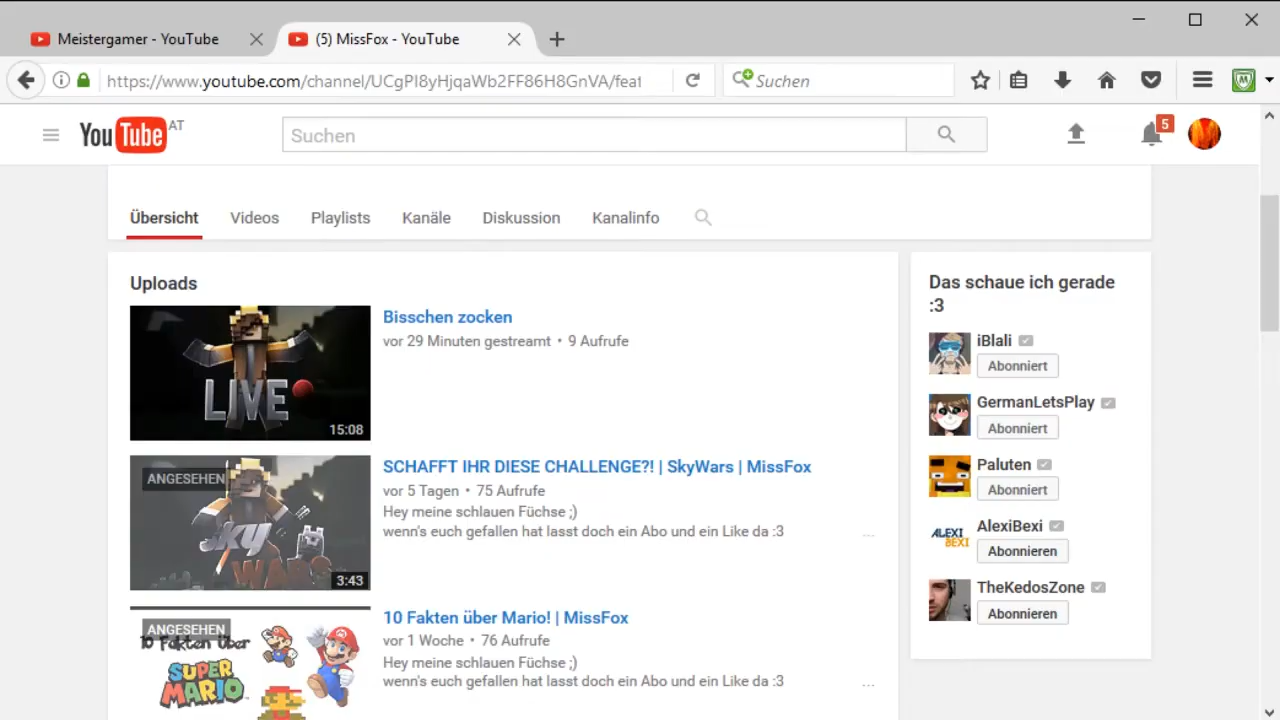 Meistergamer - YouTube
(5) MissFox - YouTube
https://www.youtube.com/channel/UCgPl8yHjqaWb2FF86H8GnVA/feat
Suchen
YouTube AT
Suchen
5
Übersicht
Videos
Playlists
Kanäle
Diskussion
Kanalinfo
Uploads
LIVE
15:08
Bisschen zocken
vor 29 Minuten gestreamt • 9 Aufrufe
ANGESEHEN
SKY
WARS
3:43
SCHAFFT IHR DIESE CHALLENGE?! | SkyWars | MissFox
vor 5 Tagen • 75 Aufrufe
Hey meine schlauen Füchse ;)
wenn's euch gefallen hat lasst doch ein Abo und ein Like da :3
...
ANGESEHEN
10 Fakten über
SUPER
MARIO
10 Fakten über Mario! | MissFox
vor 1 Woche • 76 Aufrufe
Hey meine schlauen Füchse ;)
wenn's euch gefallen hat lasst doch ein Abo und ein Like da :3
...
Das schaue ich gerade
:3
iBlali
Abonniert
GermanLetsPlay
Abonniert
Paluten
Abonniert
ALEXI
BEXI
AlexiBexi
Abonnieren
TheKedosZone
Abonnieren